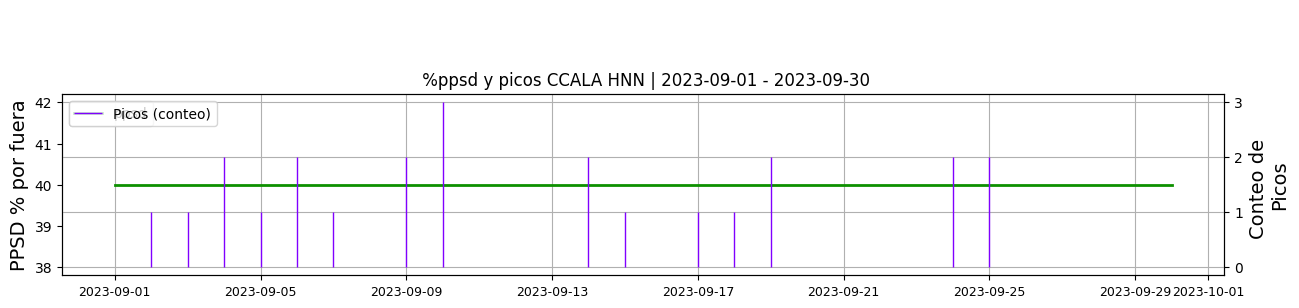 %ppsd y picos CCALA HNN | 2023-09-01 - 2023-09-30
Picos (conteo)
PPSD % por fuera
42
41
40
39
38
3
2
1
0
Conteo de
Picos
2023-09-01 2023-09-05 2023-09-09 2023-09-13 2023-09-17 2023-09-21 2023-09-25 2023-09-29 2023-10-01